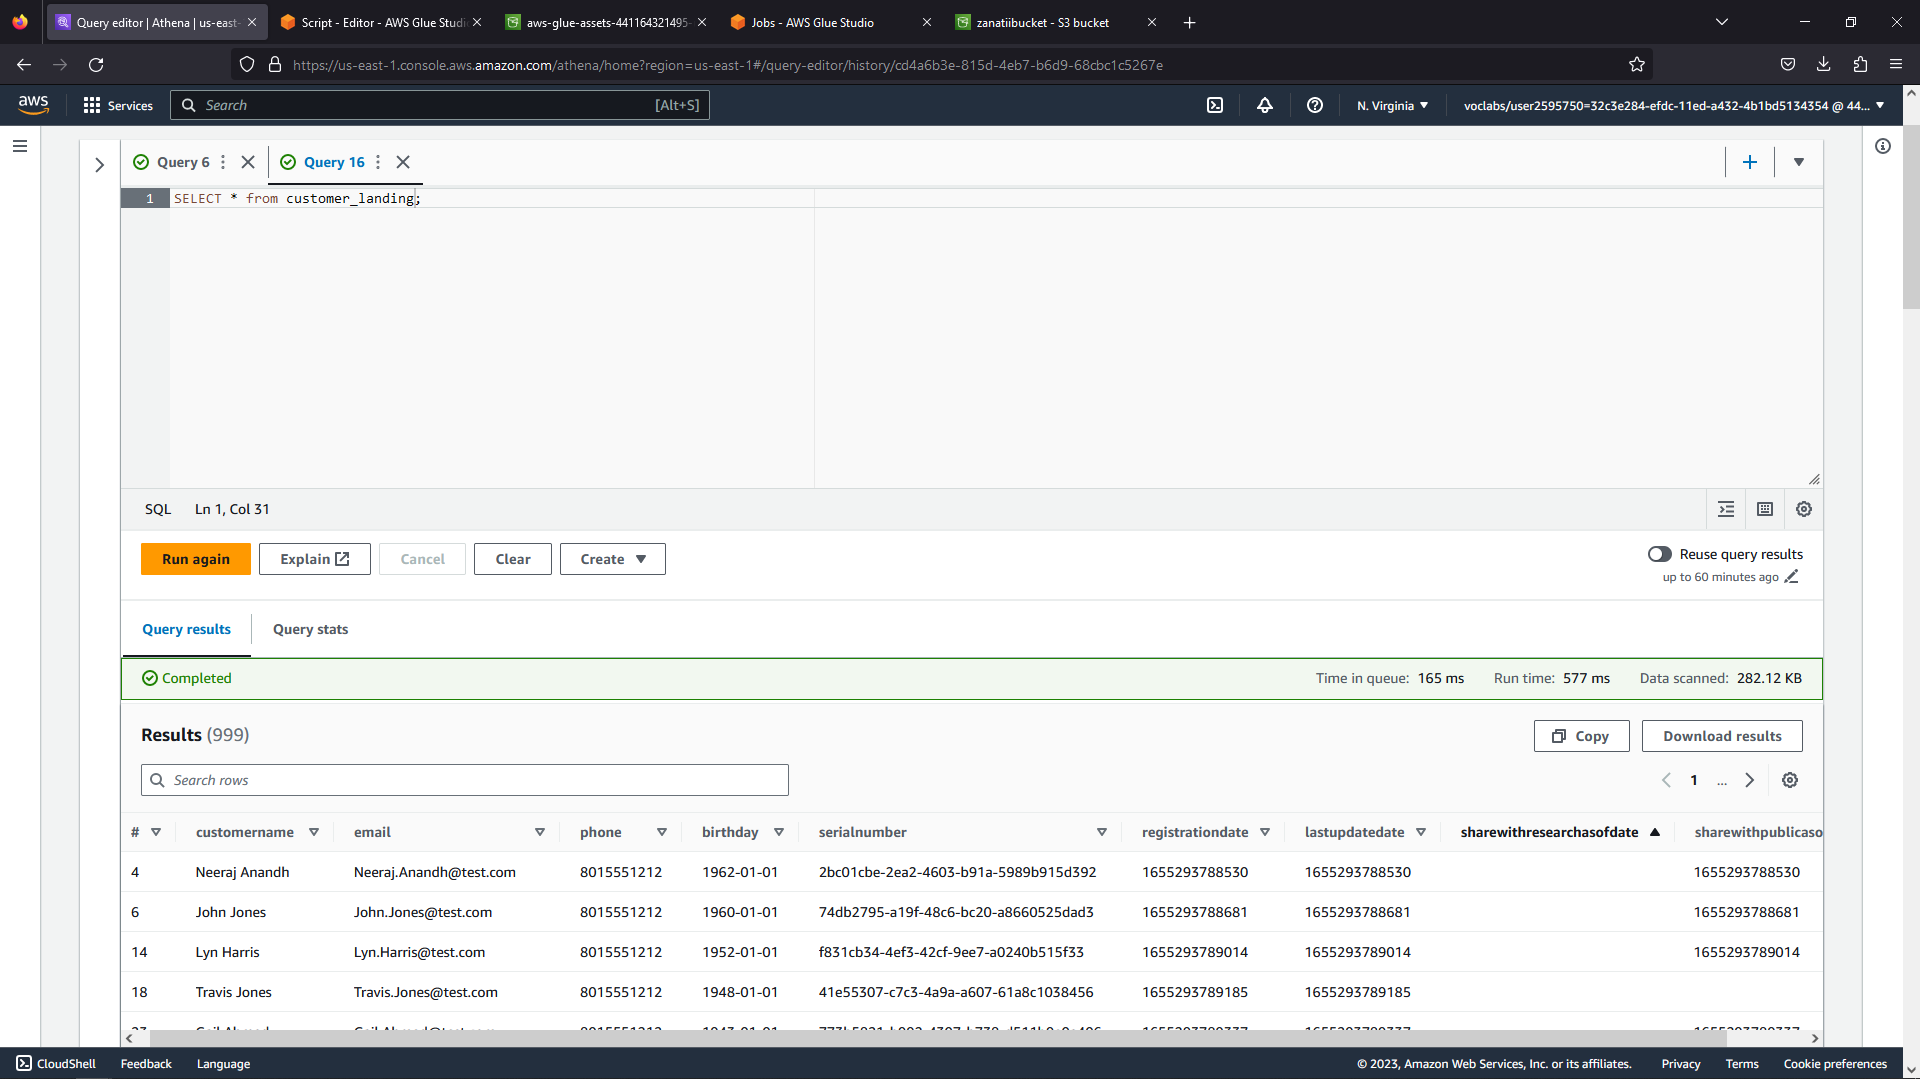 Query editor | Athena | us-east-
Script - Editor - AWS Glue Studi
aws-glue-assets-441164321495-
Jobs - AWS Glue Studio
zanatiibucket - S3 bucket
https://us-east-1.console.aws.amazon.com/athena/home?region=us-east-1#/query-editor/history/cd4a6b3e-815d-4eb7-b6d9-68cbc1c5267e
aws Services Search [Alt+S] N. Virginia voclabs/user2595750=32c3e284-efdc-11ed-a432-4b1bd5134354 @ 44...
Query 6 Query 16
1 SELECT * from customer_landing;
SQL Ln 1, Col 31
Run again Explain Cancel Clear Create Reuse query results
up to 60 minutes ago
Query results Query stats
Completed Time in queue: 165 ms Run time: 577 ms Data scanned: 282.12 KB
Results (999) Copy Download results
Search rows 1 ...
# customername email phone birthday serialnumber registrationdate lastupdatedate sharewithresearchasofdate sharewithpublicaso
4 Neeraj Anandh Neeraj.Anandh@test.com 8015551212 1962-01-01 2bc01cbe-2ea2-4603-b91a-5989b915d392 1655293788530 1655293788530 1655293788530
6 John Jones John.Jones@test.com 8015551212 1960-01-01 74db2795-a19f-48c6-bc20-a8660525dad3 1655293788681 1655293788681 1655293788681
14 Lyn Harris Lyn.Harris@test.com 8015551212 1952-01-01 f831cb34-4ef3-42cf-9ee7-a0240b515f33 1655293789014 1655293789014 1655293789014
18 Travis Jones Travis.Jones@test.com 8015551212 1948-01-01 41e55307-c7c3-4a9a-a607-61a8c1038456 1655293789185 1655293789185
CloudShell Feedback Language © 2023, Amazon Web Services, Inc. or its affiliates. Privacy Terms Cookie preferences